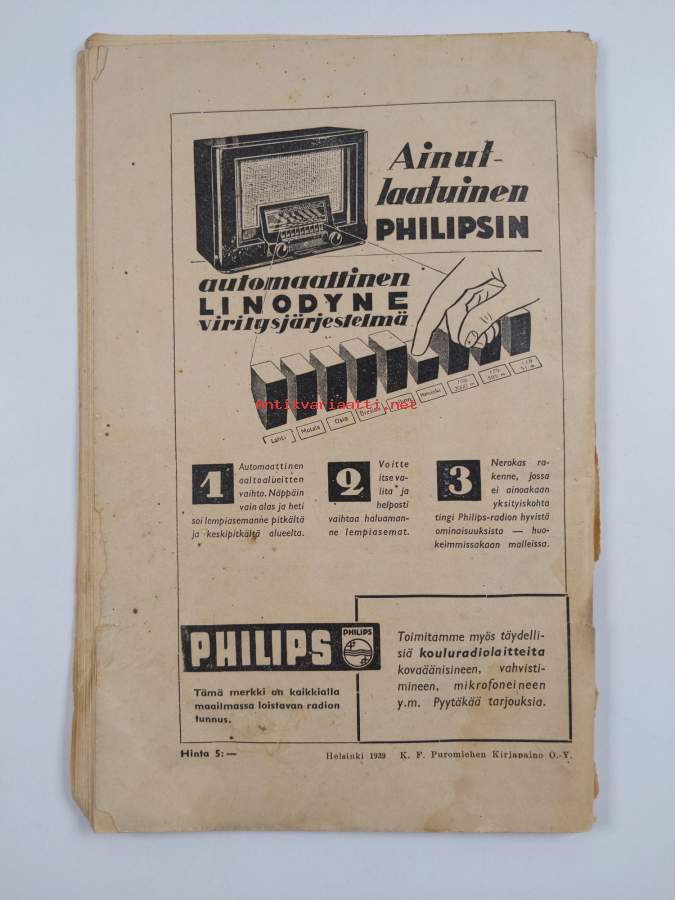 Ainut-
laatuinen
PHILIPSIN
automaattinen
LINODYNE
viritysjärjestelmä
Antikvariaatti.net
Lahti
Motala
Oslo
Helsinki
1
Automaattinen
aaltoalueitten
vaihto. Näppäin
vain alas ja heti
soi lempiasemanne pitkältä
ja keskipitkältä alueelta.
2
Voitte
itse va-
lita ja
helposti
vaihtaa haluaman-
ne lempiasemat.
3
Nerokas ra-
kenne, jossa
ei ainoakaan
yksityiskohta
tingi Philips-radion hyvistä
ominaisuuksista — huo-
keimmissakaan malleissa.
PHILIPS
PHILIPS
Tämä merkki on kaikkialla
maailmassa loistavan radion
tunnus.
Toimitamme myös täydelli-
siä kouluradiolaitteita
kovaäänisineen, vahvisti-
mineen, mikrofoneineen
y.m. Pyytäkää tarjouksia.
Hinta 5:—
Helsinki 1939 K. F. Puromiehen Kirjapaino O.-Y.